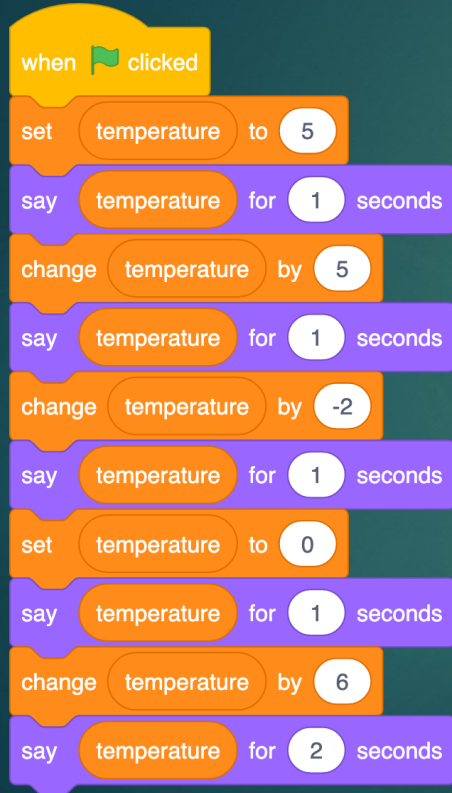 when clicked
set temperature to 5
say temperature for 1 seconds
change temperature by 5
say temperature for 1 seconds
change temperature by -2
say temperature for 1 seconds
set temperature to 0
say temperature for 1 seconds
change temperature by 6
say temperature for 2 seconds